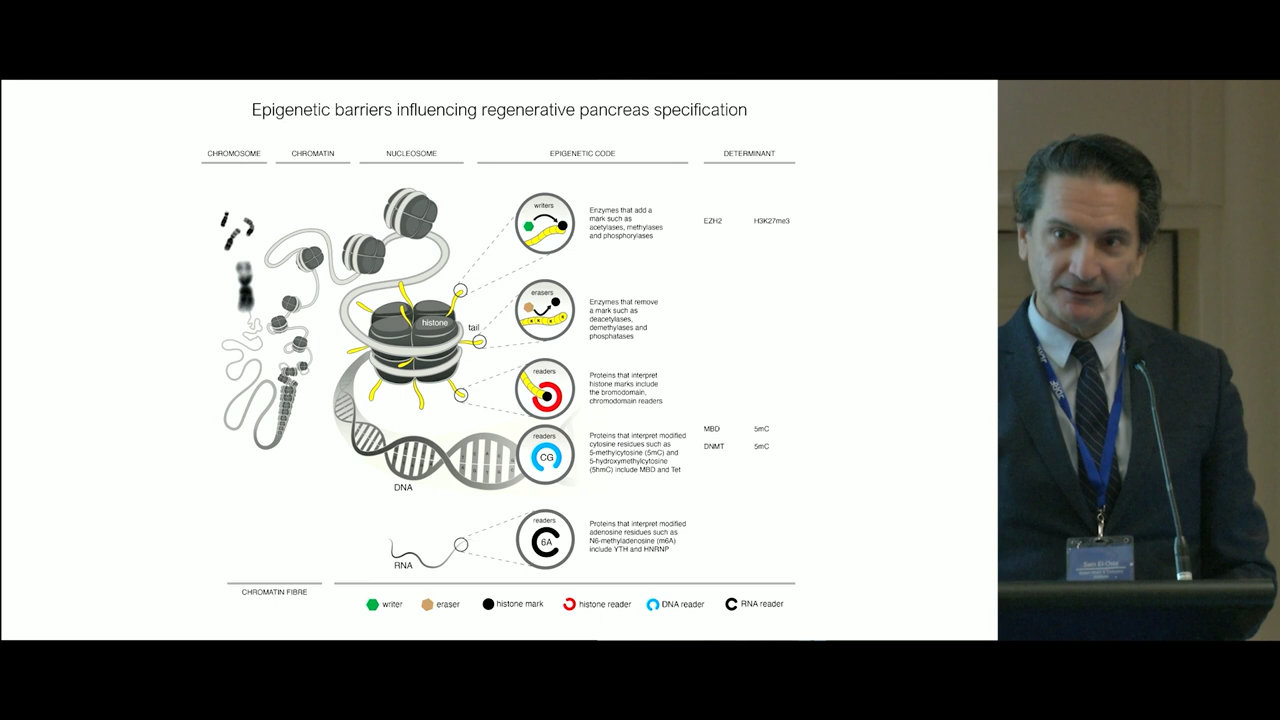 Epigenetic barriers influencing regenerative pancreas specification
CHROMOSOME
CHROMATIN
NUCLEOSOME
EPIGENETIC CODE
DETERMINANT
writers
Enzymes that add a
mark such as
acetylases, methylases
and phosphorylases
EZH2
H3K27me3
histone
tail
erasers
Enzymes that remove
a mark such as
deacetylases,
demethylases and
phosphatases
readers
Proteins that interpret
histone marks include
the bromodomain,
chromodomain readers
readers
CG
Proteins that interpret modified
cytosine residues such as
5-methylcytosine (5mC) and
5-hydroxymethylcytosine
(5hmC) include MBD and Tet
MBD
5mC
DNMT
5mC
DNA
readers
6A
Proteins that interpret modified
adenosine residues such as
N6-methyladenosine (m6A)
include YTH and HNRNP
RNA
CHROMATIN FIBRE
writer
eraser
histone mark
histone reader
DNA reader
RNA reader
Sam El-Osta